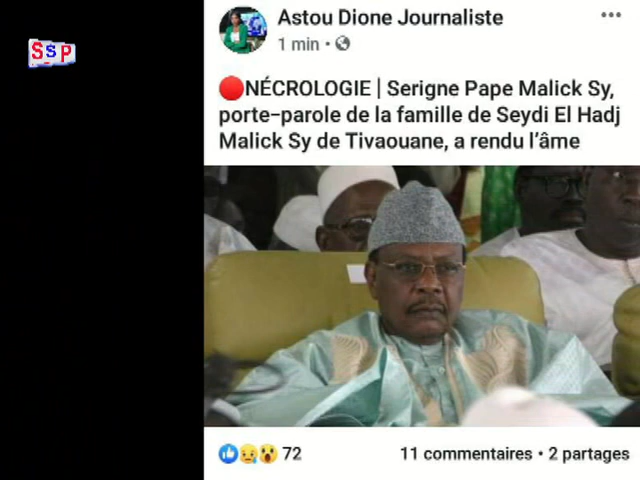 SSP
Astou Dione Journaliste
1 min
NÉCROLOGIE | Serigne Pape Malick Sy,
porte-parole de la famille de Seydi El Hadj
Malick Sy de Tivaouane, a rendu l'âme
72 11 commentaires • 2 partages